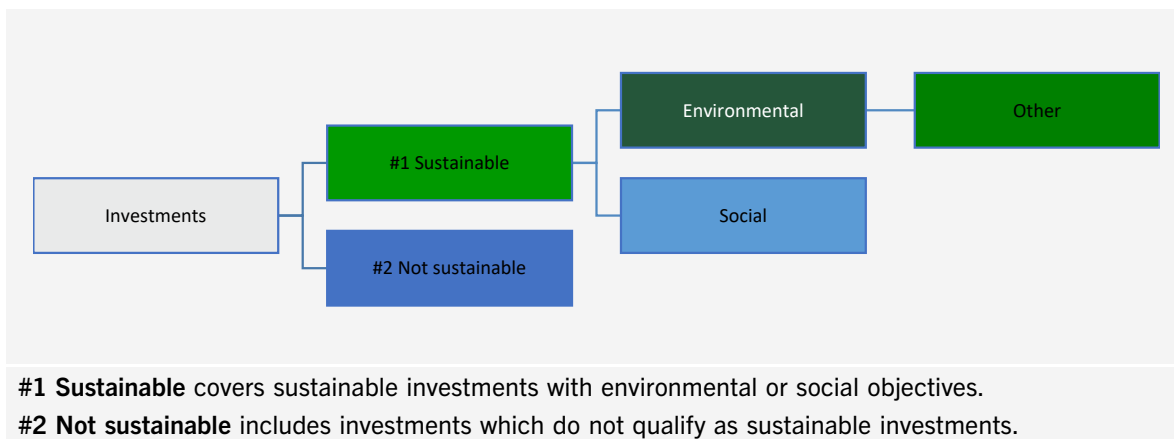 Environmental
Other
#1 Sustainable
Investments
Social
#2 Not sustainable
#1 Sustainable covers sustainable investments with environmental or social objectives.
#2 Not sustainable includes investments which do not qualify as sustainable investments.